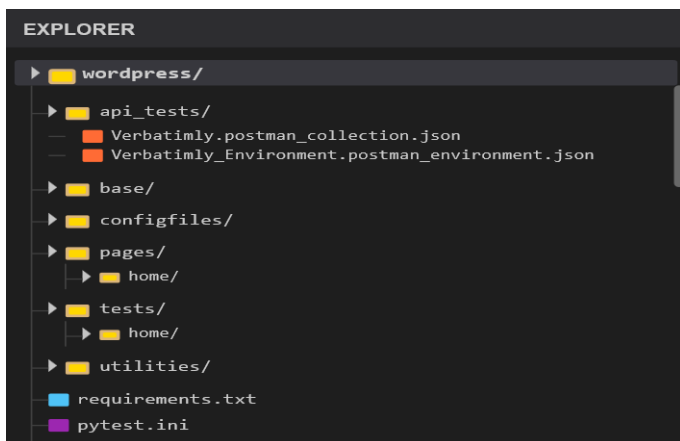 EXPLORER
wordpress/
api_tests/
Verbatimly.postman_collection.json
Verbatimly_Environment.postman_environment.json
base/
configfiles/
pages/
home/
tests/
home/
utilities/
requirements.txt
pytest.ini